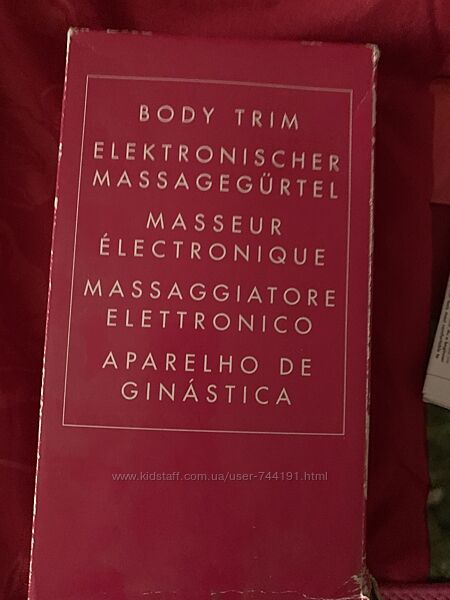 BODY TRIM
ELEKTRONISCHER
MASSAGEGÜRTEL
MASSEUR
ÉLECTRONIQUE
MASSAGGIATORE
ELETTRONICO
APARELHO DE
GINÁSTICA
www.kidstaff.com.ua/user-744191.html